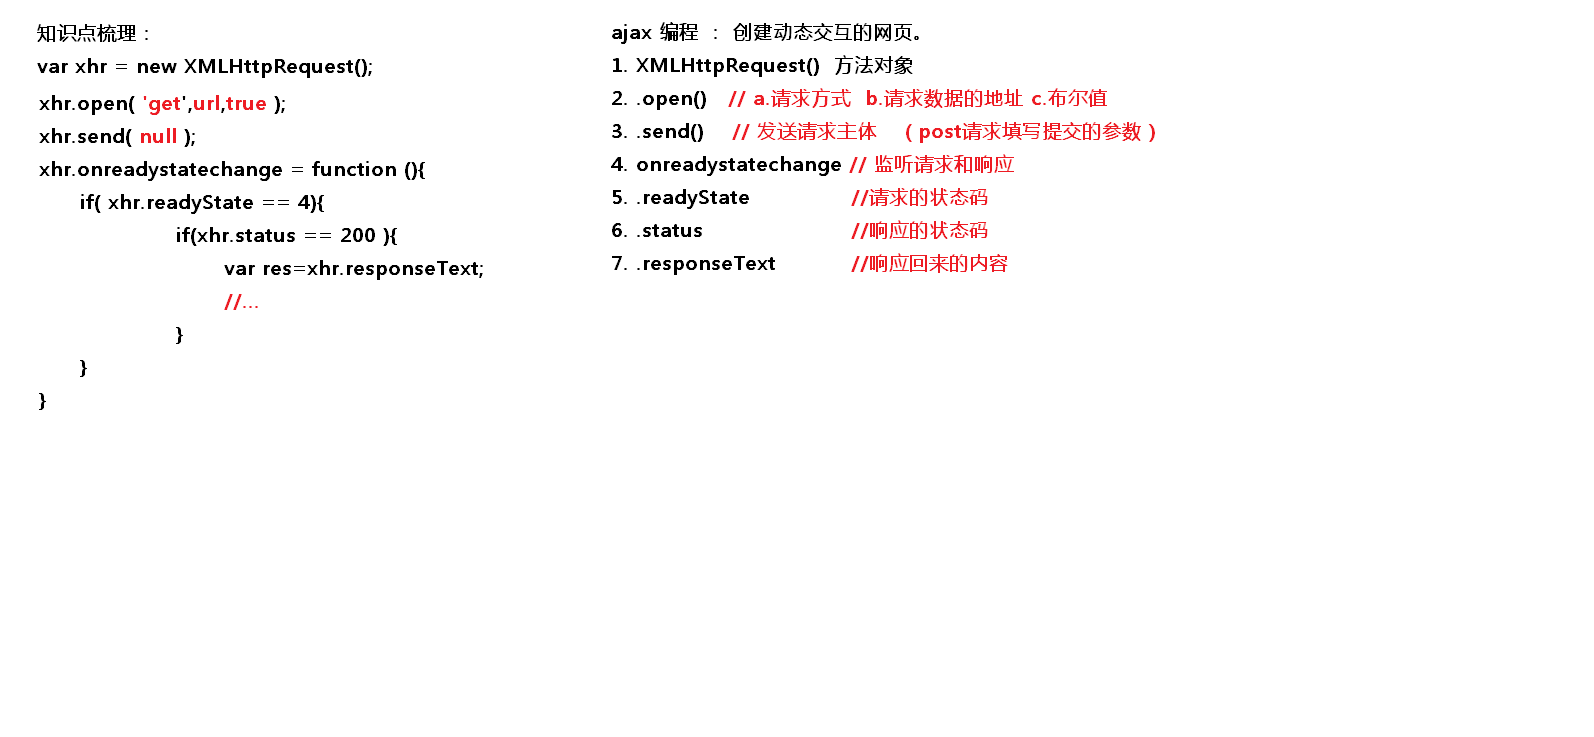 知识点梳理：
var xhr = new XMLHttpRequest();
xhr.open( 'get',url,true );
xhr.send( null );
xhr.onreadystatechange = function (){
if( xhr.readyState == 4){
if(xhr.status == 200 ){
var res=xhr.responseText;
//...
}
}
}
ajax 编程 ： 创建动态交互的网页。
1. XMLHttpRequest() 方法对象
2. .open() // a.请求方式 b.请求数据的地址 c.布尔值
3. .send() // 发送请求主体 （post请求填写提交的参数）
4. onreadystatechange // 监听请求和响应
5. .readyState //请求的状态码
6. .status //响应的状态码
7. .responseText //响应回来的内容